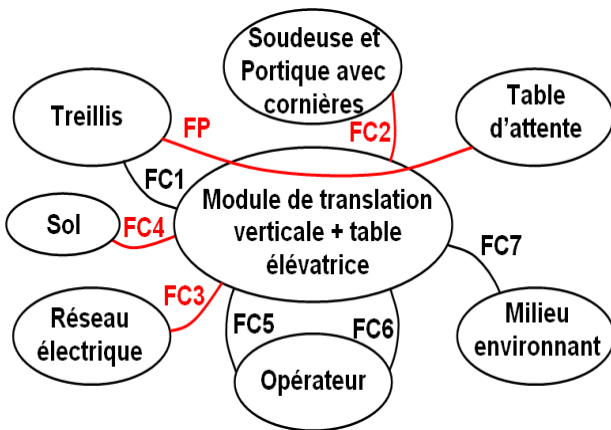 Soudeuse et
Portique avec
cornières
Treillis
Table
d'attente
FP
FC2
FC1
Module de translation
verticale + table
élévatrice
Sol
FC4
FC7
FC3
Réseau
électrique
FC5
FC6
Milieu
environnant
Opérateur